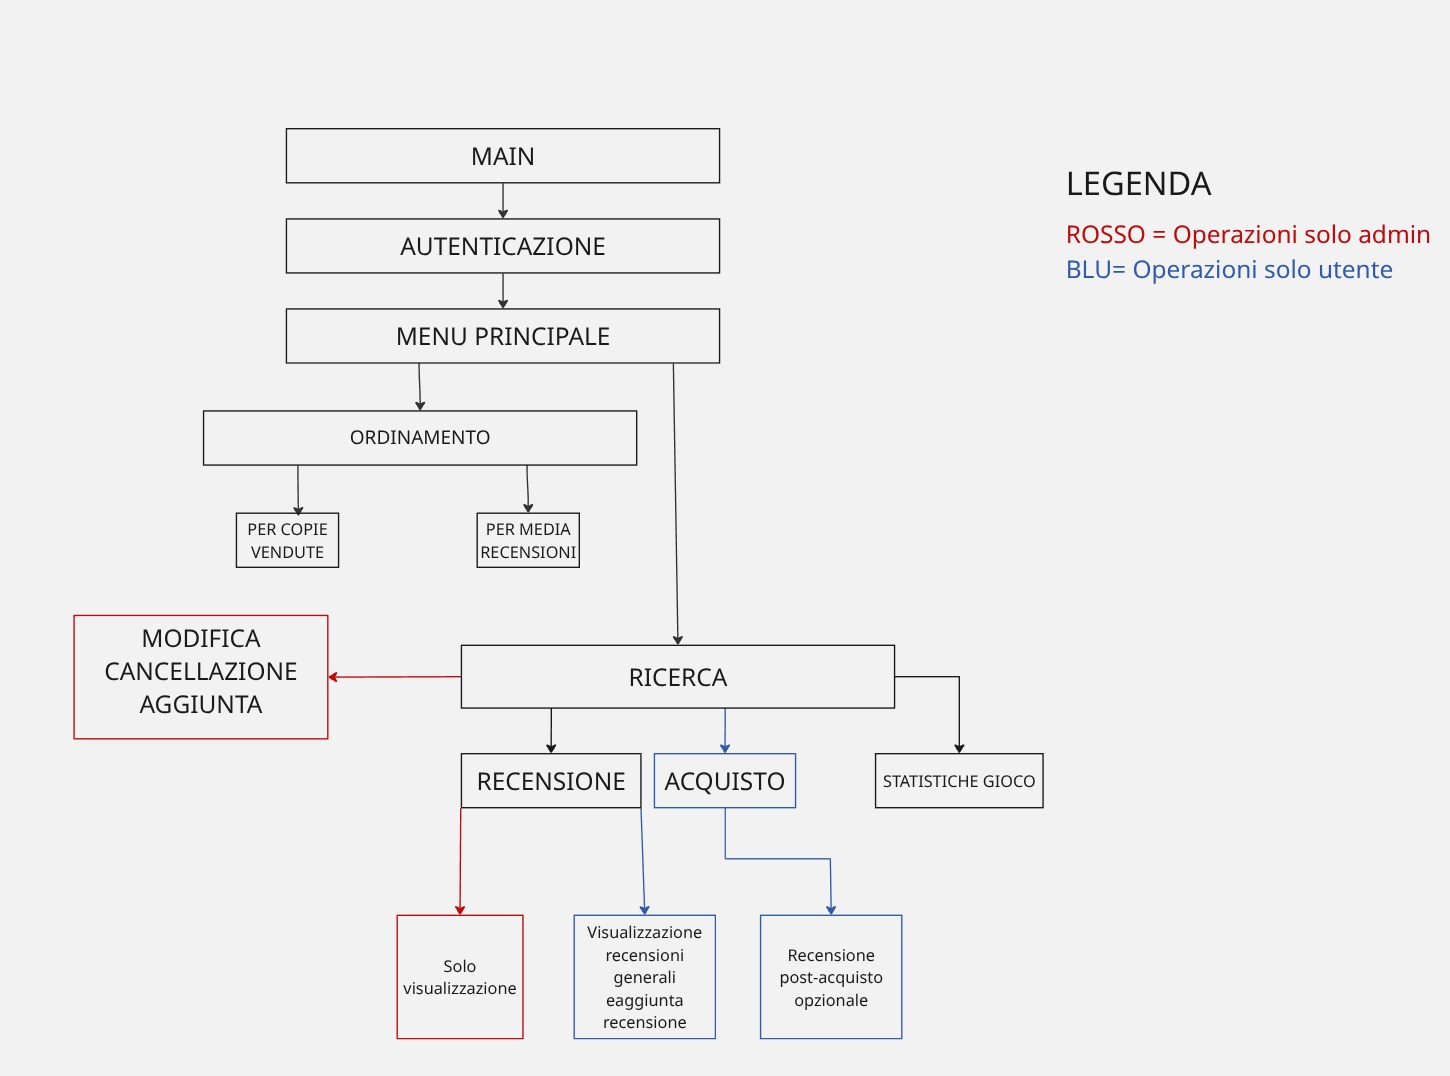 MAIN
LEGENDA
AUTENTICAZIONE
ROSSO = Operazioni solo admin
BLU= Operazioni solo utente
MENU PRINCIPALE
ORDINAMENTO
PER COPIE
VENDUTE
PER MEDIA
RECENSIONI
MODIFICA
CANCELLAZIONE
AGGIUNTA
RICERCA
RECENSIONE
ACQUISTO
STATISTICHE GIOCO
Solo
visualizzazione
Visualizzazione
recensioni
generali
eaggiunta
recensione
Recensione
post-acquisto
opzionale